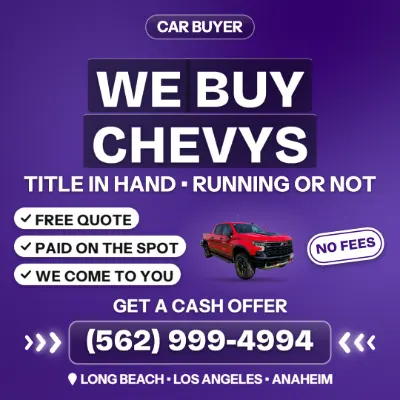 CAR BUYER
WE BUY
CHEVYS
TITLE IN HAND • RUNNING OR NOT
FREE QUOTE
PAID ON THE SPOT
WE COME TO YOU
NO FEES
GET A CASH OFFER
(562) 999-4994
LONG BEACH • LOS ANGELES • ANAHEIM